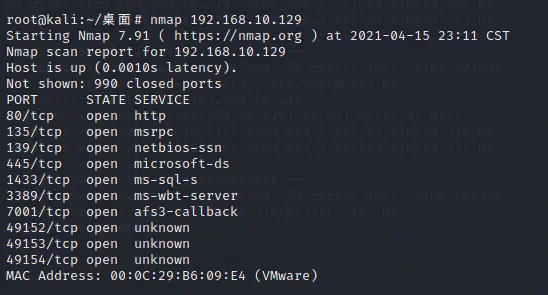 root@kali:~/桌面# nmap 192.168.10.129
Starting Nmap 7.91 ( https://nmap.org ) at 2021-04-15 23:11 CST
Nmap scan report for 192.168.10.129
Host is up (0.0010s latency).
Not shown: 990 closed ports
PORT      STATE SERVICE
80/tcp    open  http
135/tcp   open  msrpc
139/tcp   open  netbios-ssn
445/tcp   open  microsoft-ds
1433/tcp  open  ms-sql-s
3389/tcp  open  ms-wbt-server
7001/tcp  open  afs3-callback
49152/tcp open  unknown
49153/tcp open  unknown
49154/tcp open  unknown
MAC Address: 00:0C:29:B6:09:E4 (VMware)